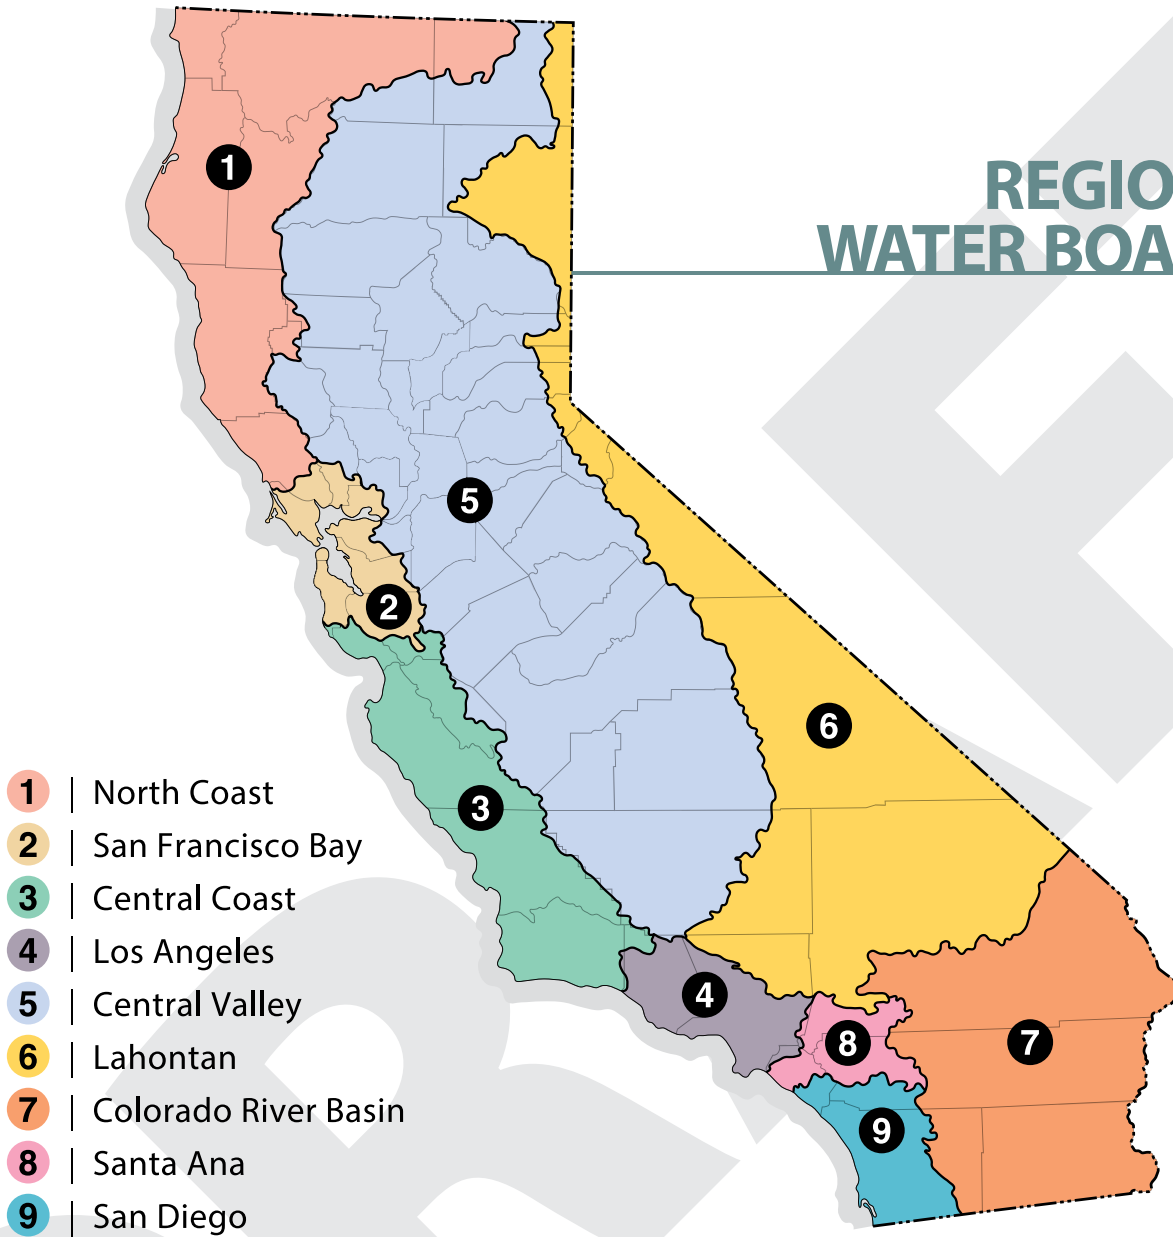 REGIO
WATER BOA
1
5
2
6
3
4
8
7
9
1 | North Coast
2 | San Francisco Bay
3 | Central Coast
4 | Los Angeles
5 | Central Valley
6 | Lahontan
7 | Colorado River Basin
8 | Santa Ana
9 | San Diego